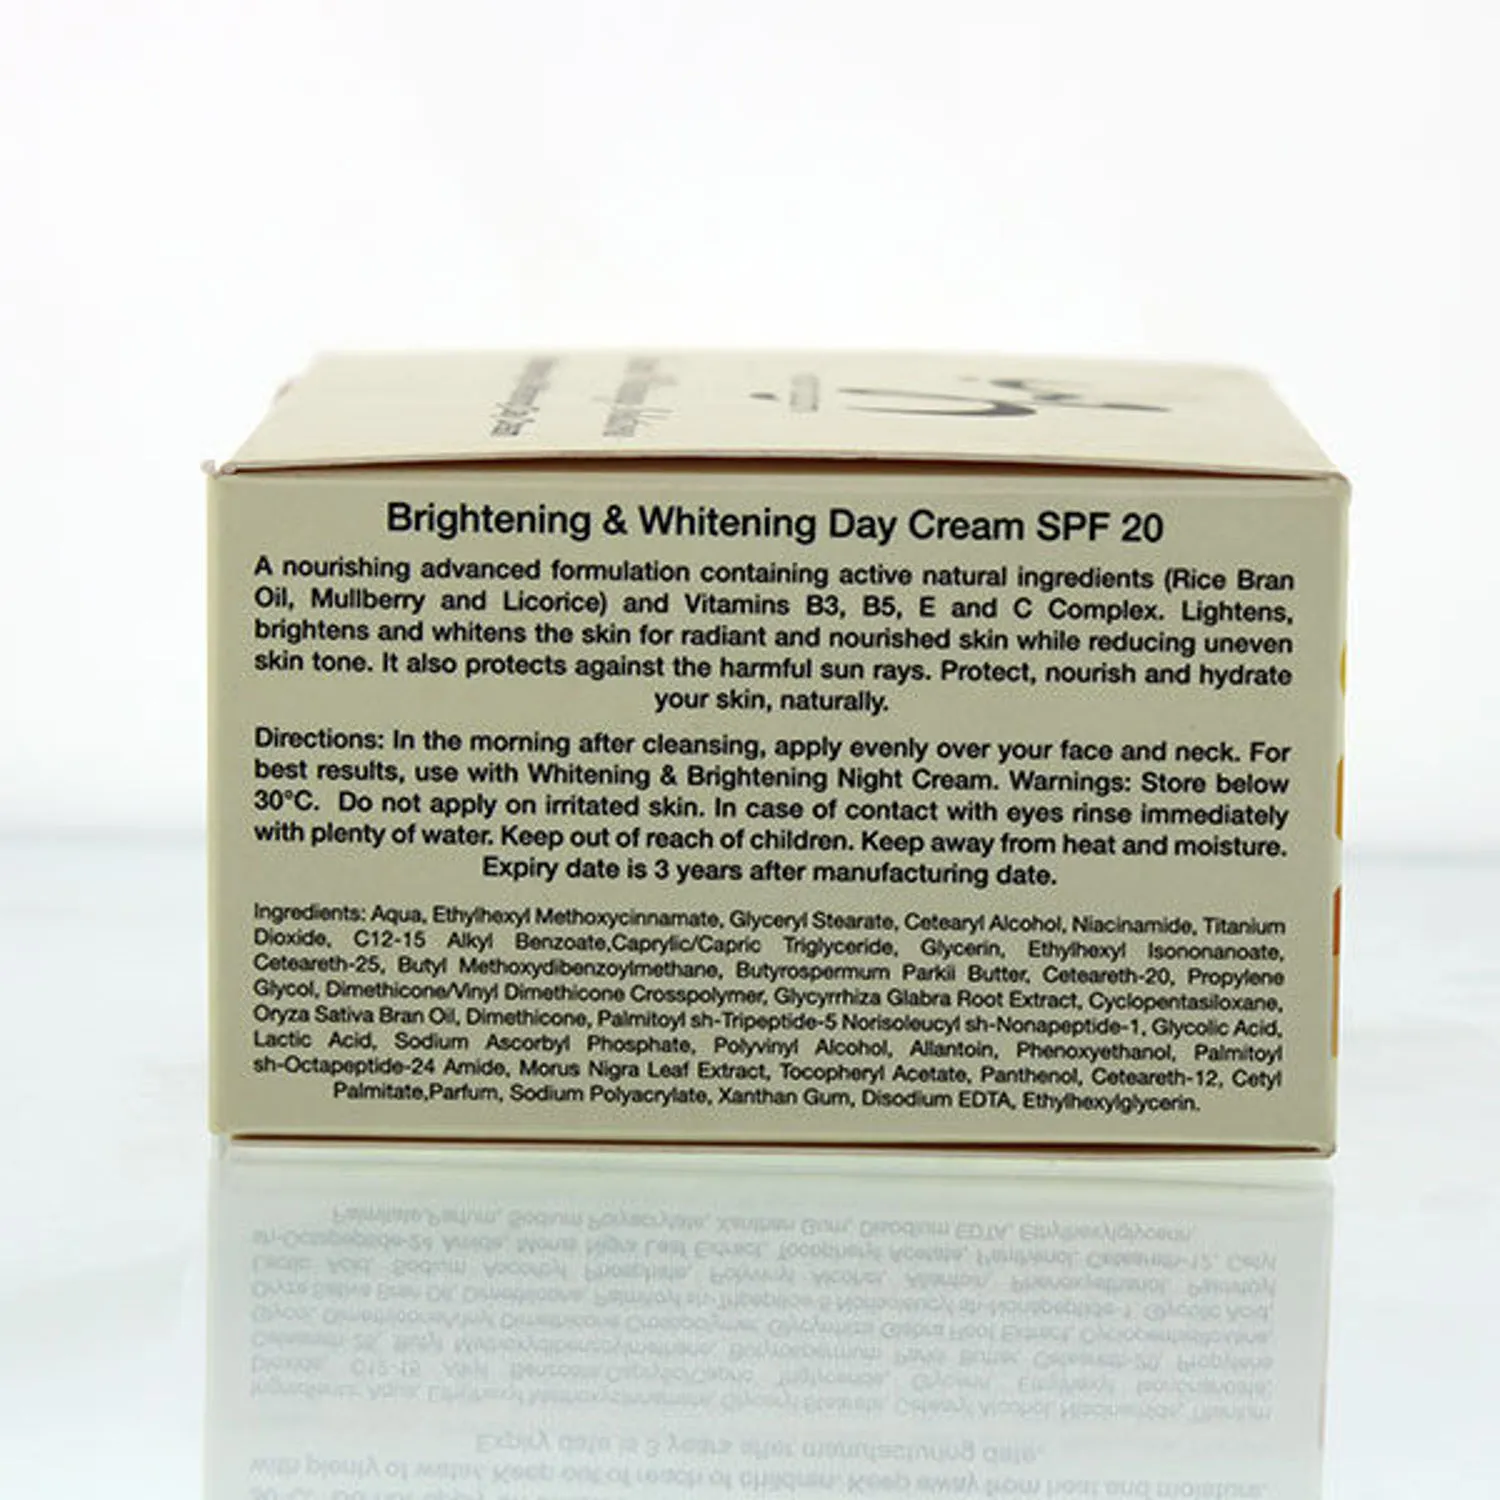 Brightening & Whitening Day Cream SPF 20
A nourishing advanced formulation containing active natural ingredients (Rice Bran
Oil, Mullberry and Licorice) and Vitamins B3, B5, E and C Complex. Lightens,
brightens and whitens the skin for radiant and nourished skin while reducing uneven
skin tone. It also protects against the harmful sun rays. Protect, nourish and hydrate
your skin, naturally.
Directions: In the morning after cleansing, apply evenly over your face and neck. For
best results, use with Whitening & Brightening Night Cream. Warnings: Store below
30°C. Do not apply on irritated skin. In case of contact with eyes rinse immediately
with plenty of water. Keep out of reach of children. Keep away from heat and moisture.
Expiry date is 3 years after manufacturing date.
Ingredients: Aqua, Ethylhexyl Methoxycinnamate, Glyceryl Stearate, Cetearyl Alcohol, Niacinamide, Titanium
Dioxide, C12-15 Alkyl Benzoate,Caprylic/Capric Triglyceride, Glycerin, Ethylhexyl Isononanoate,
Ceteareth-25, Butyl Methoxydibenzoylmethane, Butyrospermum Parkii Butter, Ceteareth-20, Propylene
Glycol, Dimethicone/Vinyl Dimethicone Crosspolymer, Glycyrrhiza Glabra Root Extract, Cyclopentasiloxane,
Oryza Sativa Bran Oil, Dimethicone, Palmitoyl sh-Tripeptide-5 Norisoleucyl sh-Nonapeptide-1, Glycolic Acid,
Lactic Acid, Sodium Ascorbyl Phosphate, Polyvinyl Alcohol, Allantoin, Phenoxyethanol, Palmitoyl
sh-Octapeptide-24 Amide, Morus Nigra Leaf Extract, Tocopheryl Acetate, Panthenol, Ceteareth-12, Cetyl
Palmitate,Parfum, Sodium Polyacrylate, Xanthan Gum, Disodium EDTA, Ethylhexylglycerin.